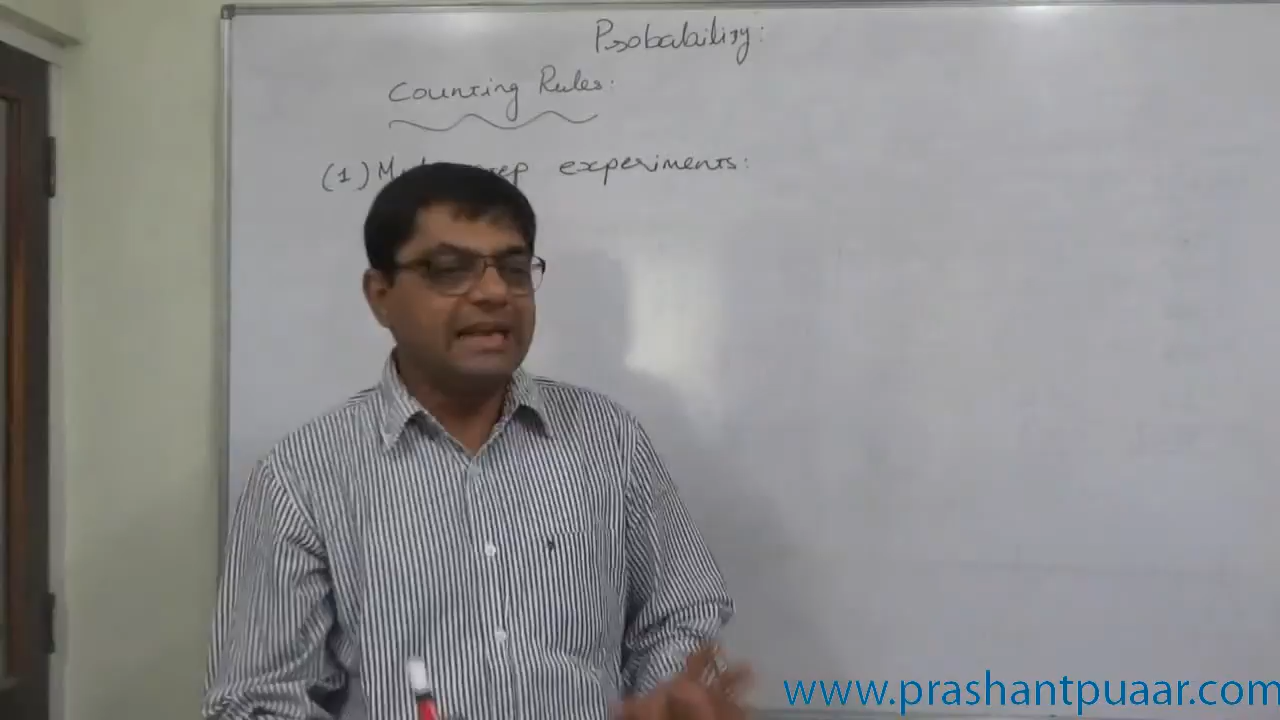 Probability:
Counting Rules:
(1) experiments:
www.prashantpuaar.com